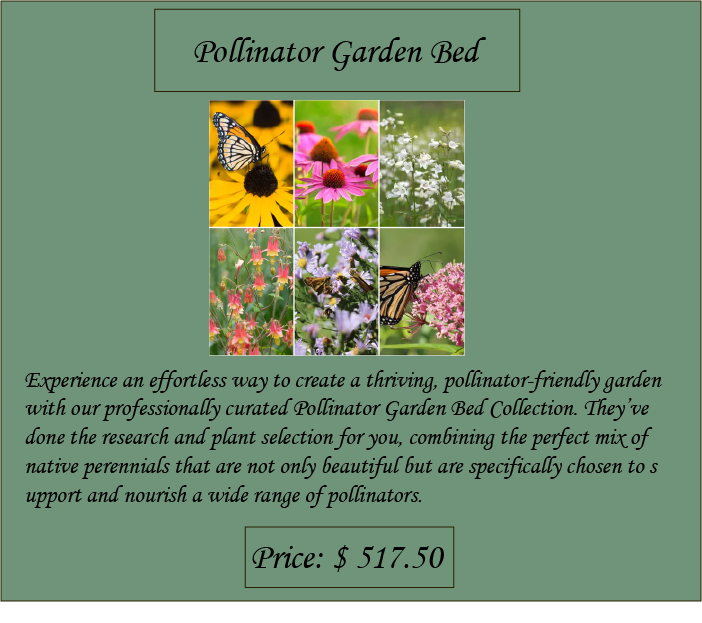 Pollinator Garden Bed
Experience an effortless way to create a thriving, pollinator-friendly garden
with our professionally curated Pollinator Garden Bed Collection. They've
done the research and plant selection for you, combining the perfect mix of
native perennials that are not only beautiful but are specifically chosen to s
upport and nourish a wide range of pollinators.
Price: $ 517.50